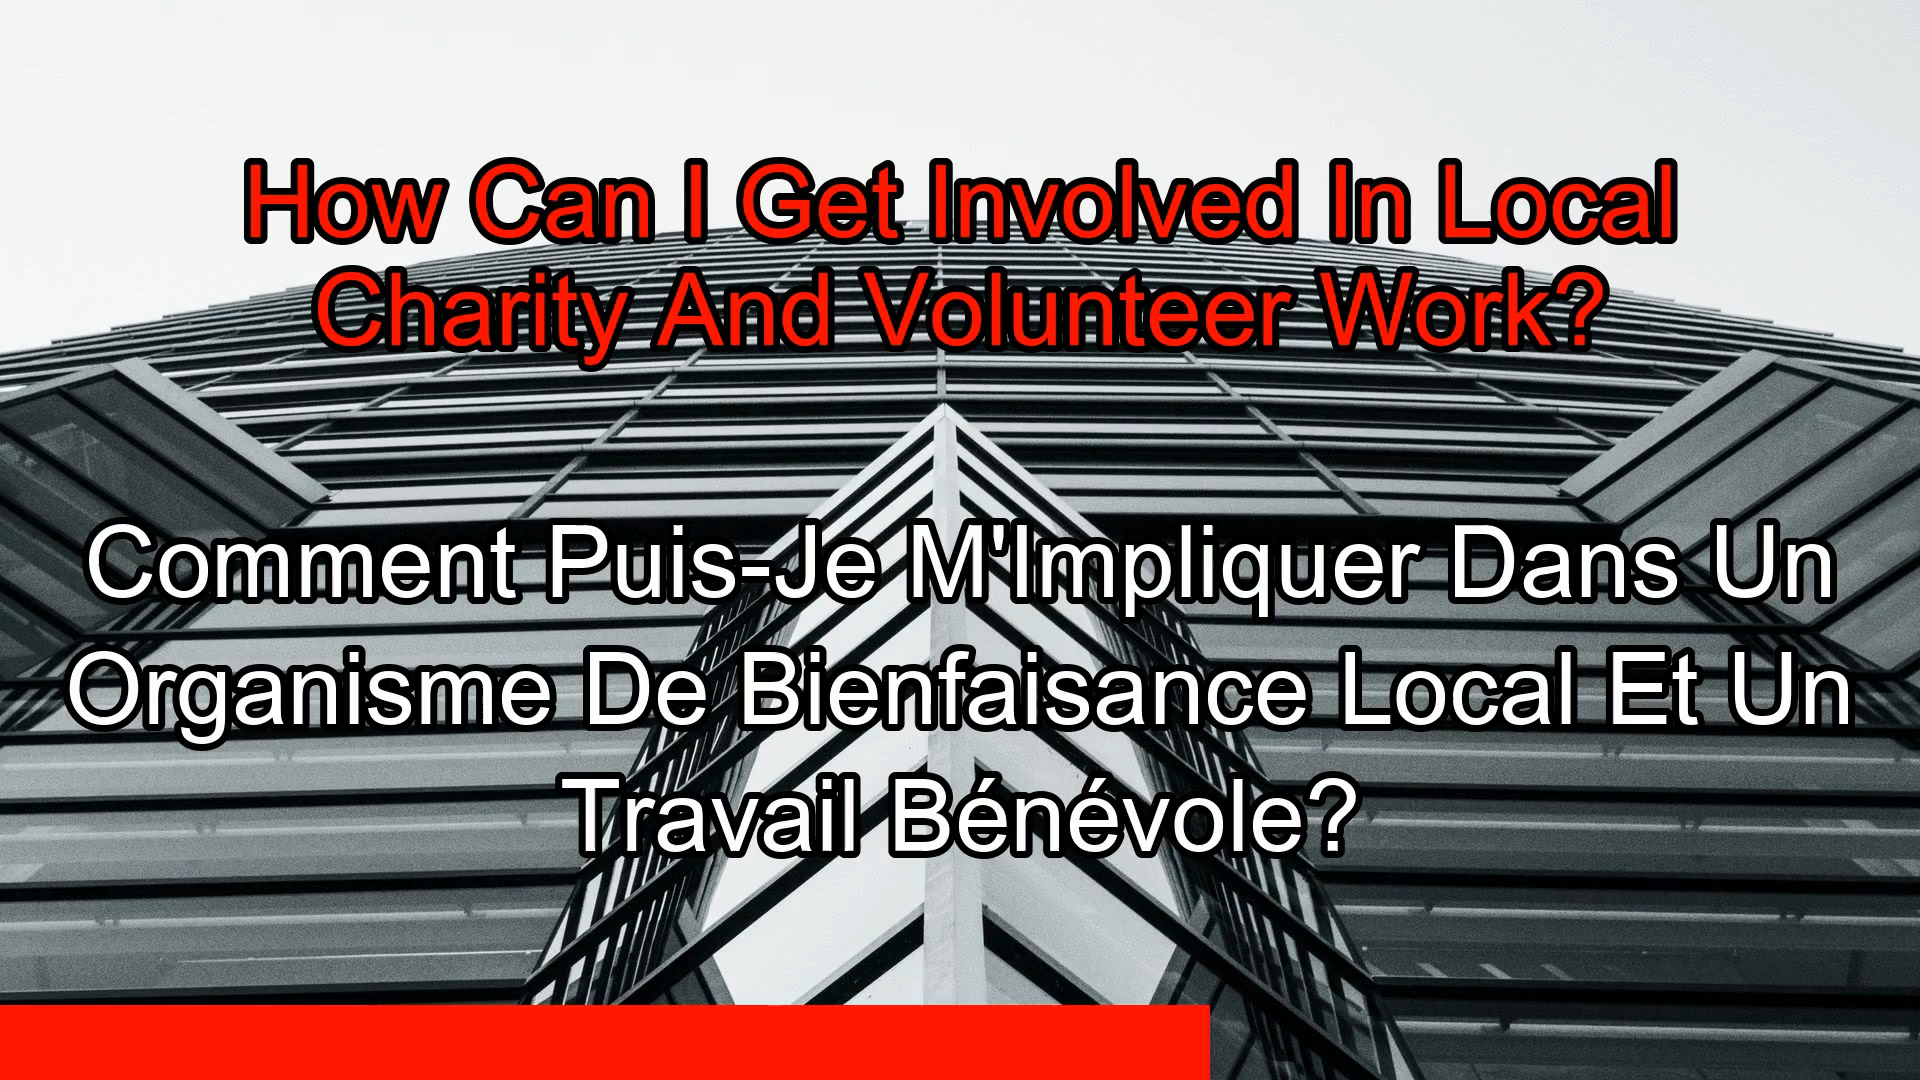 How Can I Get Involved In Local
Charity And Volunteer Work?
Comment Puis-Je M'Impliquer Dans Un
Organisme De Bienfaisance Local Et Un
Travail Bénévole?